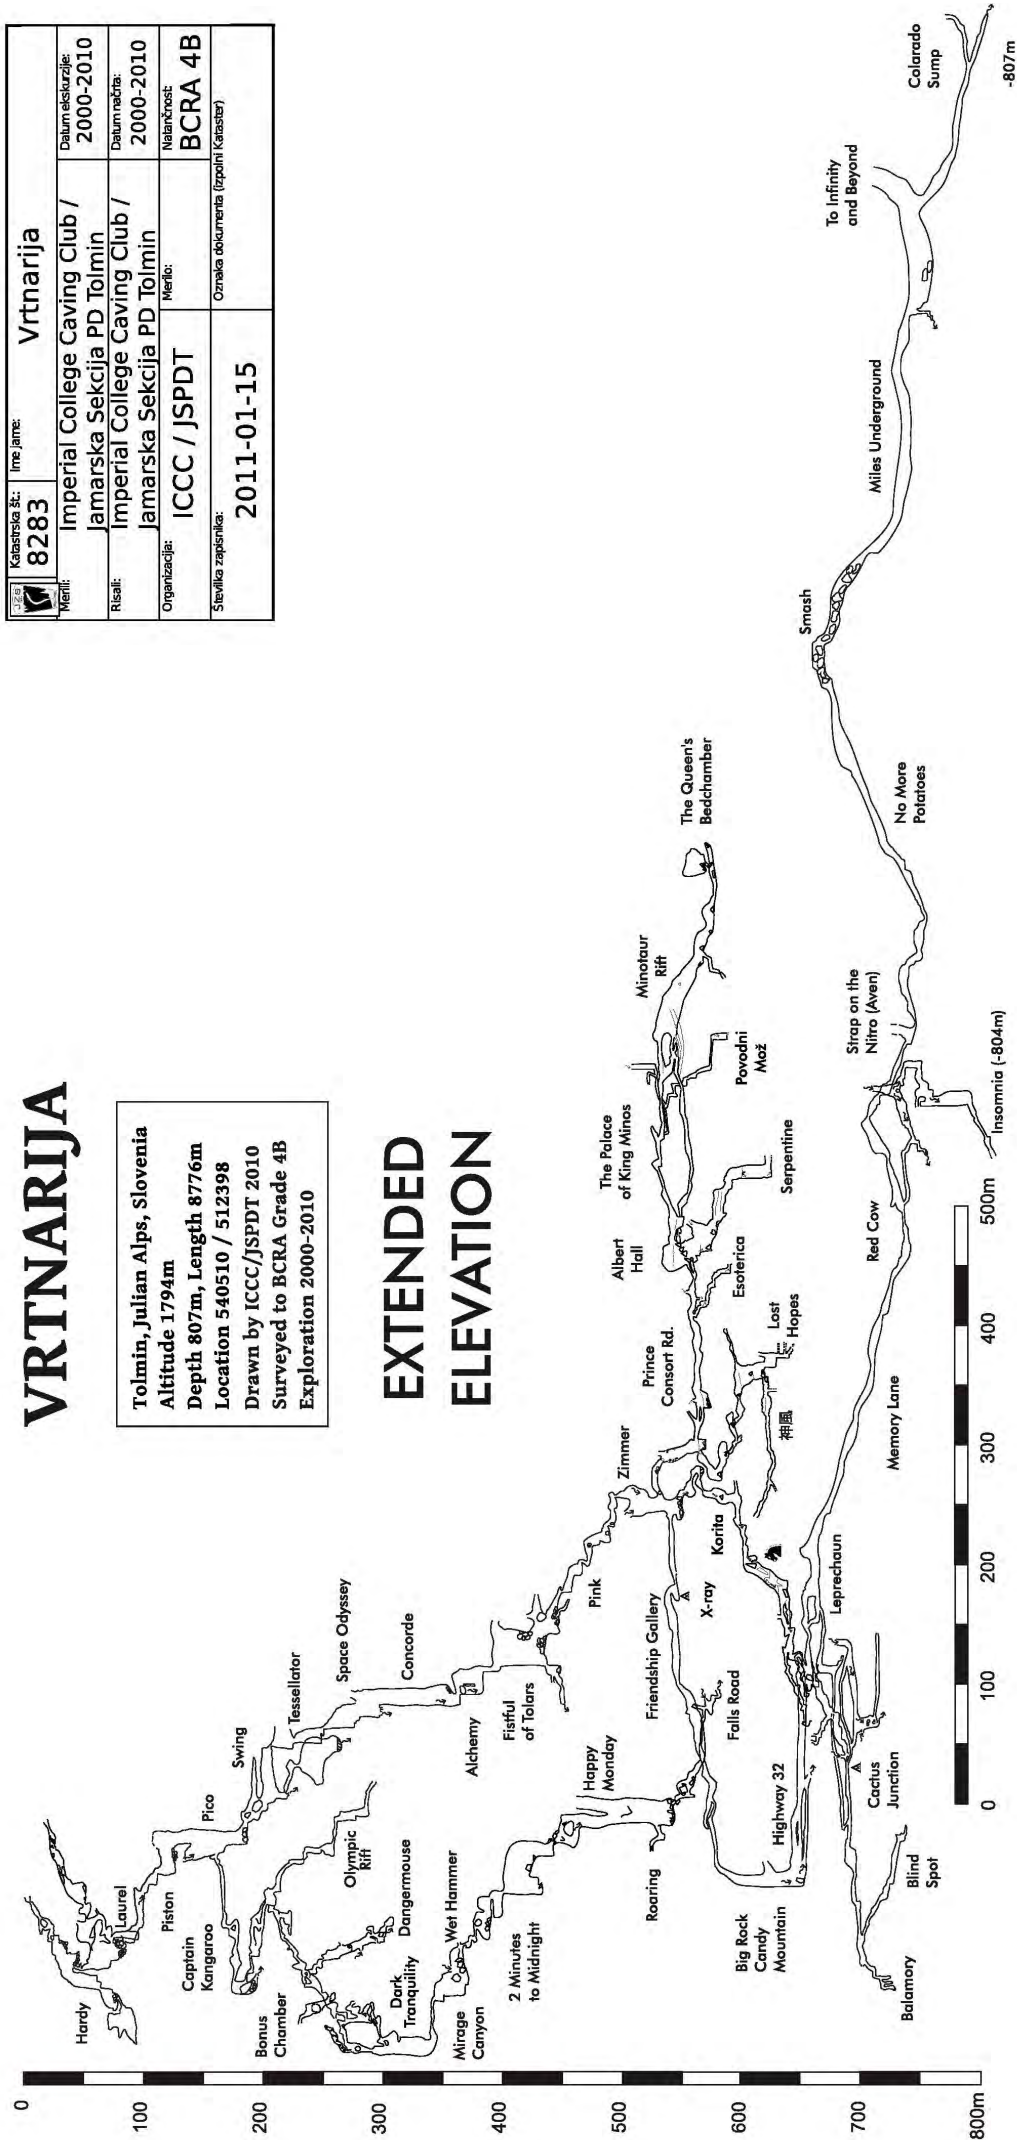 VRTNARIJA
Tolmin, Julian Alps, Slovenia
Altitude 1794m
Depth 807m, Length 8776m
Location 540510 / 512398
Drawn by ICCC/JSPDT 2010
Surveyed to BCRA Grade 4B
Exploration 2000-2010
EXTENDED
ELEVATION
Katastrska št.:
8283
Ime jame:
Vrtnarija
Merili:
Imperial College Caving Club /
Jamarska Sekcija PD Tolmin
Datum ekskurzije:
2000-2010
Risali:
Imperial College Caving Club /
Jamarska Sekcija PD Tolmin
Datum načrta:
2000-2010
Organizacija:
ICCC / JSPDT
Merilo:
Natančnost:
BCRA 4B
Številka zapisnika:
2011-01-15
Oznaka dokumenta (izpolni Kataster)
0
100
200
300
400
500
600
700
800m
Hardy
Laurel
Piston
Pico
Captain
Kangaroo
Swing
Tessellator
Bonus
Chamber
Olympic
Rift
Space Odyssey
Dangermouse
Dark
Tranquility
Concorde
Wet Hammer
Mirage
Canyon
Alchemy
2 Minutes
to Midnight
Fistful
of Tolars
Happy
Monday
Pink
Zimmer
Roaring
Friendship Gallery
X-ray
Falls Road
Korita
Prince
Consort Rd.
Albert
Hall
The Palace
of King Minos
Minotaur
Rift
The Queen's
Bedchamber
Esoterica
Serpentine
Povodni
Mož
Lost
Hopes
神風
Big Rock
Candy
Mountain
Highway 32
Leprechaun
Cactus
Junction
Blind
Spot
Balamory
Memory Lane
Red Cow
Strap on the
Nitro (Aven)
Insomnia (-804m)
No More
Potatoes
Smash
Miles Underground
To Infinity
and Beyond
Colarado
Sump
-807m
0
100
200
300
400
500m